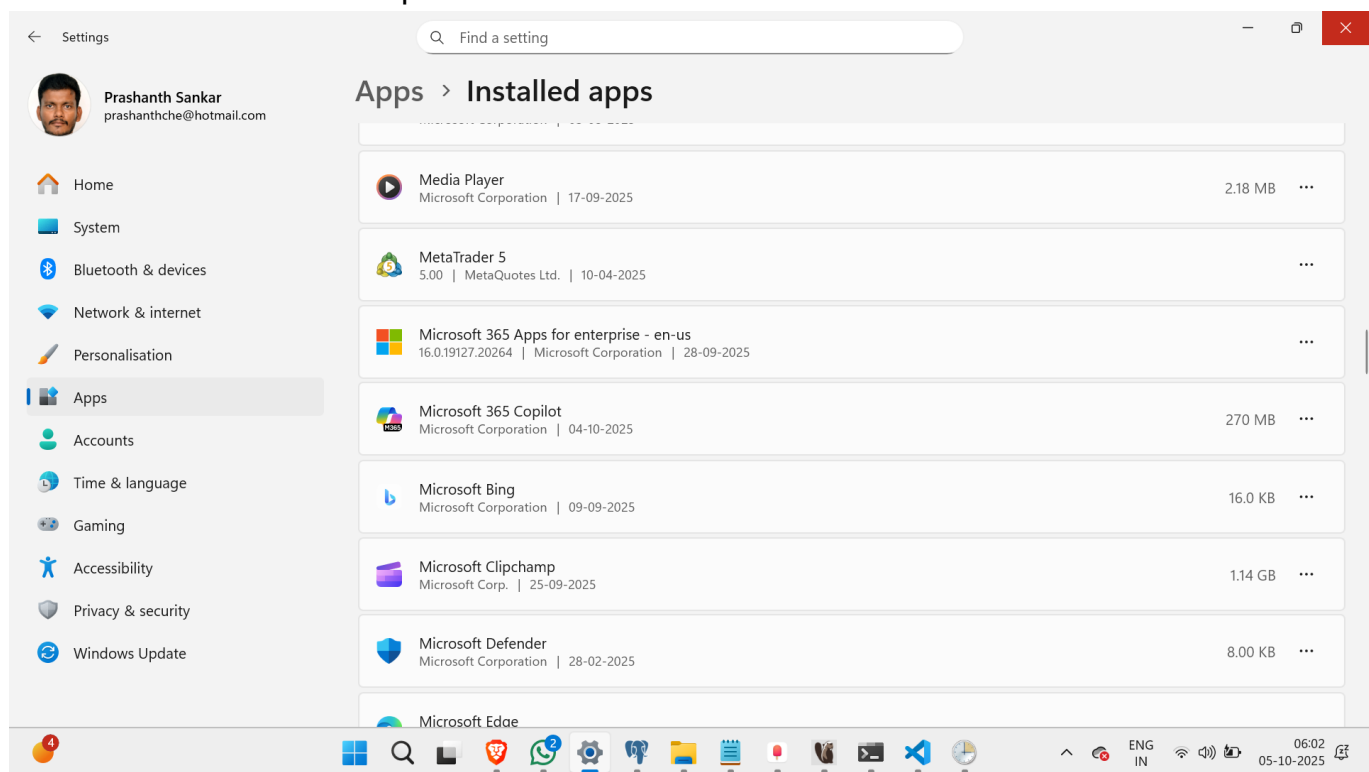 Settings
Find a setting
Prashanth Sankar
prashanthche@hotmail.com
Home
System
Bluetooth & devices
Network & internet
Personalisation
Apps
Accounts
Time & language
Gaming
Accessibility
Privacy & security
Windows Update
Apps > Installed apps
Media Player
Microsoft Corporation | 17-09-2025
2.18 MB
MetaTrader 5
5.00 | MetaQuotes Ltd. | 10-04-2025
Microsoft 365 Apps for enterprise - en-us
16.0.19127.20264 | Microsoft Corporation | 28-09-2025
Microsoft 365 Copilot
Microsoft Corporation | 04-10-2025
270 MB
M365
Microsoft Bing
Microsoft Corporation | 09-09-2025
16.0 KB
Microsoft Clipchamp
Microsoft Corp. | 25-09-2025
1.14 GB
Microsoft Defender
Microsoft Corporation | 28-02-2025
8.00 KB
Microsoft Edge
4
2
ENG
IN
06:02
05-10-2025